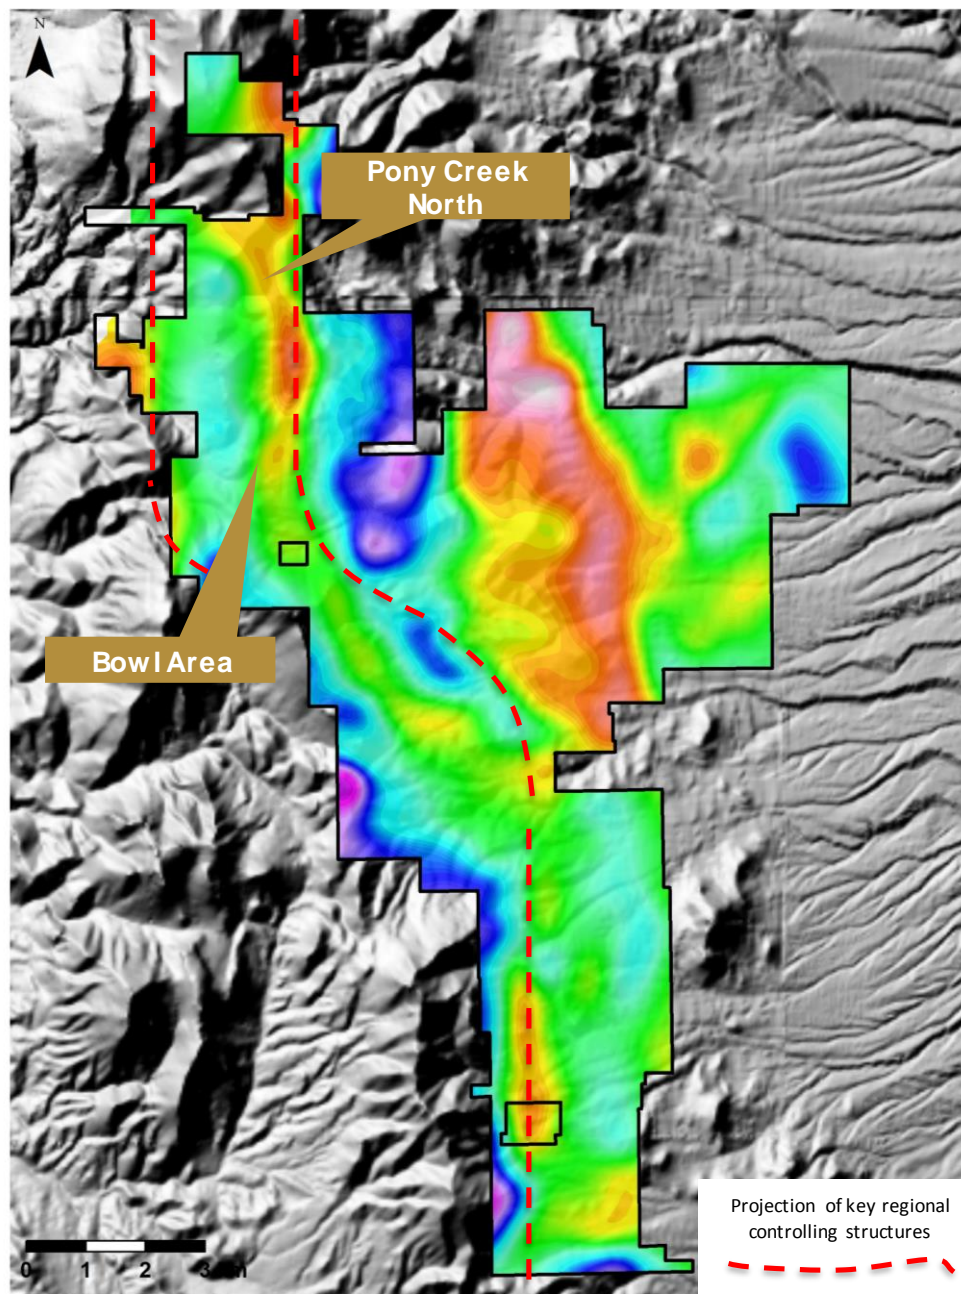 N
Pony Creek
North
Bowl Area
0 1 2 3
Projection of key regional
controlling structures